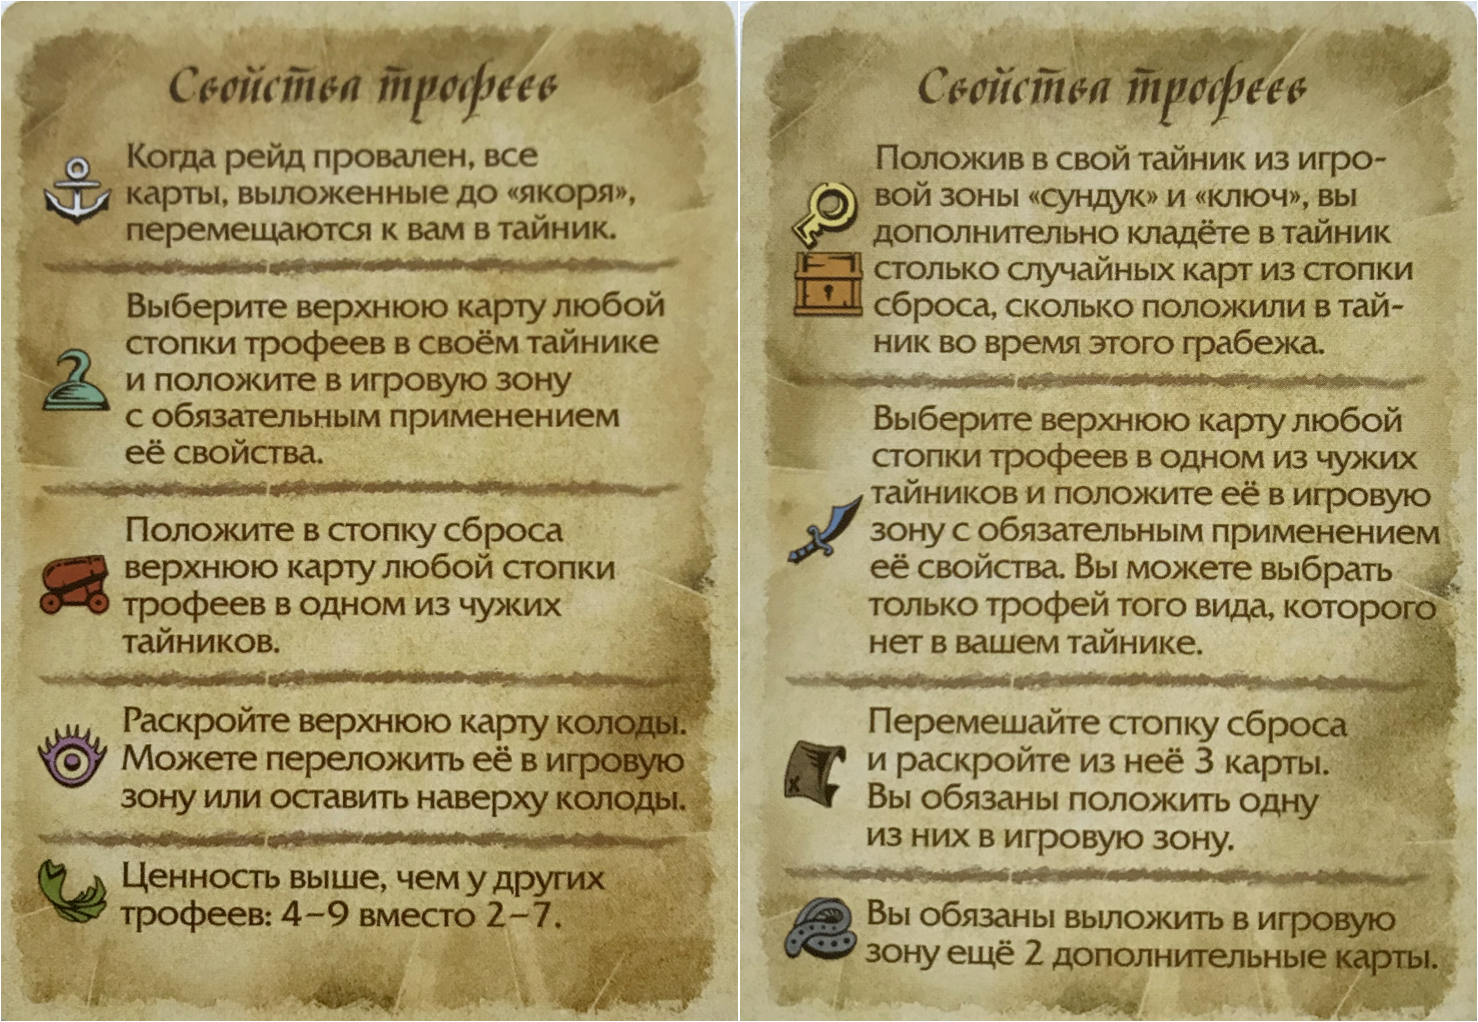 Свойства трофеев
Когда рейд провален, все
карты, выложенные до «якоря»,
перемещаются к вам в тайник.
Выберите верхнюю карту любой
стопки трофеев в своём тайнике
и положите в игровую зону
с обязательным применением
её свойства.
Положите в стопку сброса
верхнюю карту любой стопки
трофеев в одном из чужих
тайников.
Раскройте верхнюю карту колоды.
Можете переложить её в игровую
зону или оставить наверху колоды.
Ценность выше, чем у других
трофеев: 4–9 вместо 2–7.
Свойства трофеев
Положив в свой тайник из игро-
вой зоны «сундук» и «ключ», вы
дополнительно кладёте в тайник
столько случайных карт из стопки
сброса, сколько положили в тай-
ник во время этого грабежа.
Выберите верхнюю карту любой
стопки трофеев в одном из чужих
тайников и положите её в игровую
зону с обязательным применением
её свойства. Вы можете выбрать
только трофей того вида, которого
нет в вашем тайнике.
Перемешайте стопку сброса
и раскройте из неё 3 карты.
Вы обязаны положить одну
из них в игровую зону.
Вы обязаны выложить в игровую
зону ещё 2 дополнительные карты.